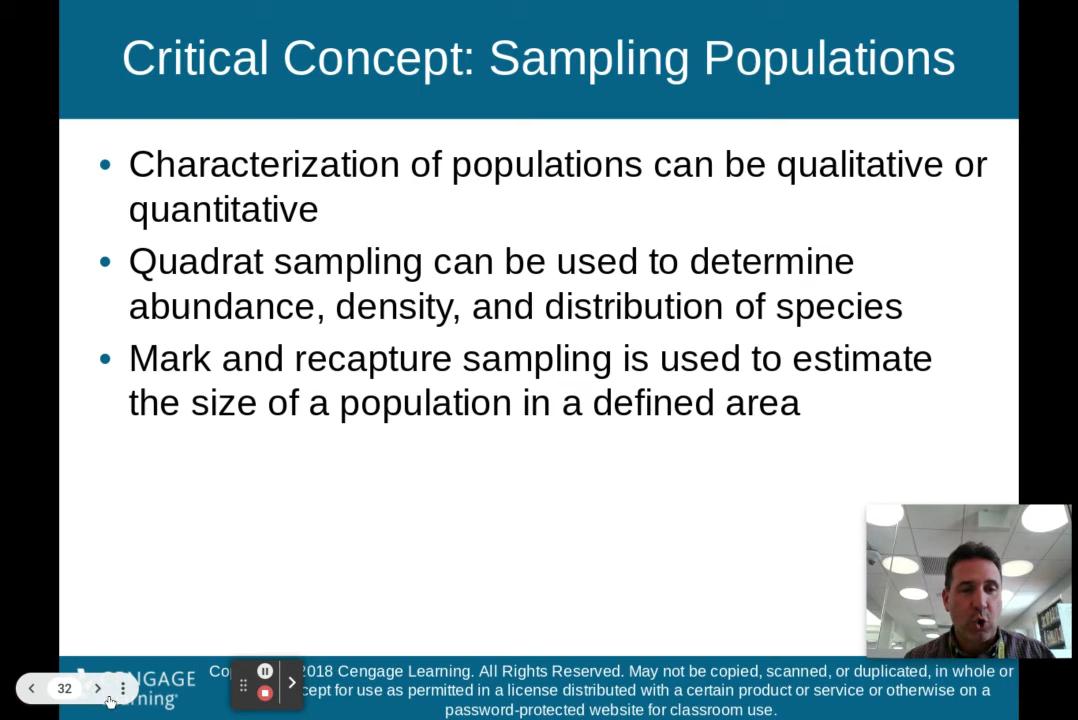 Critical Concept: Sampling Populations
• Characterization of populations can be qualitative or
quantitative
• Quadrat sampling can be used to determine
abundance, density, and distribution of species
• Mark and recapture sampling is used to estimate
the size of a population in a defined area
CENGAGE
2018 Cengage Learning. All Rights Reserved. May not be copied, scanned, or duplicated, in whole or
for use as permitted in a license distributed with a certain product or service or otherwise on a
password-protected website for classroom use.
32